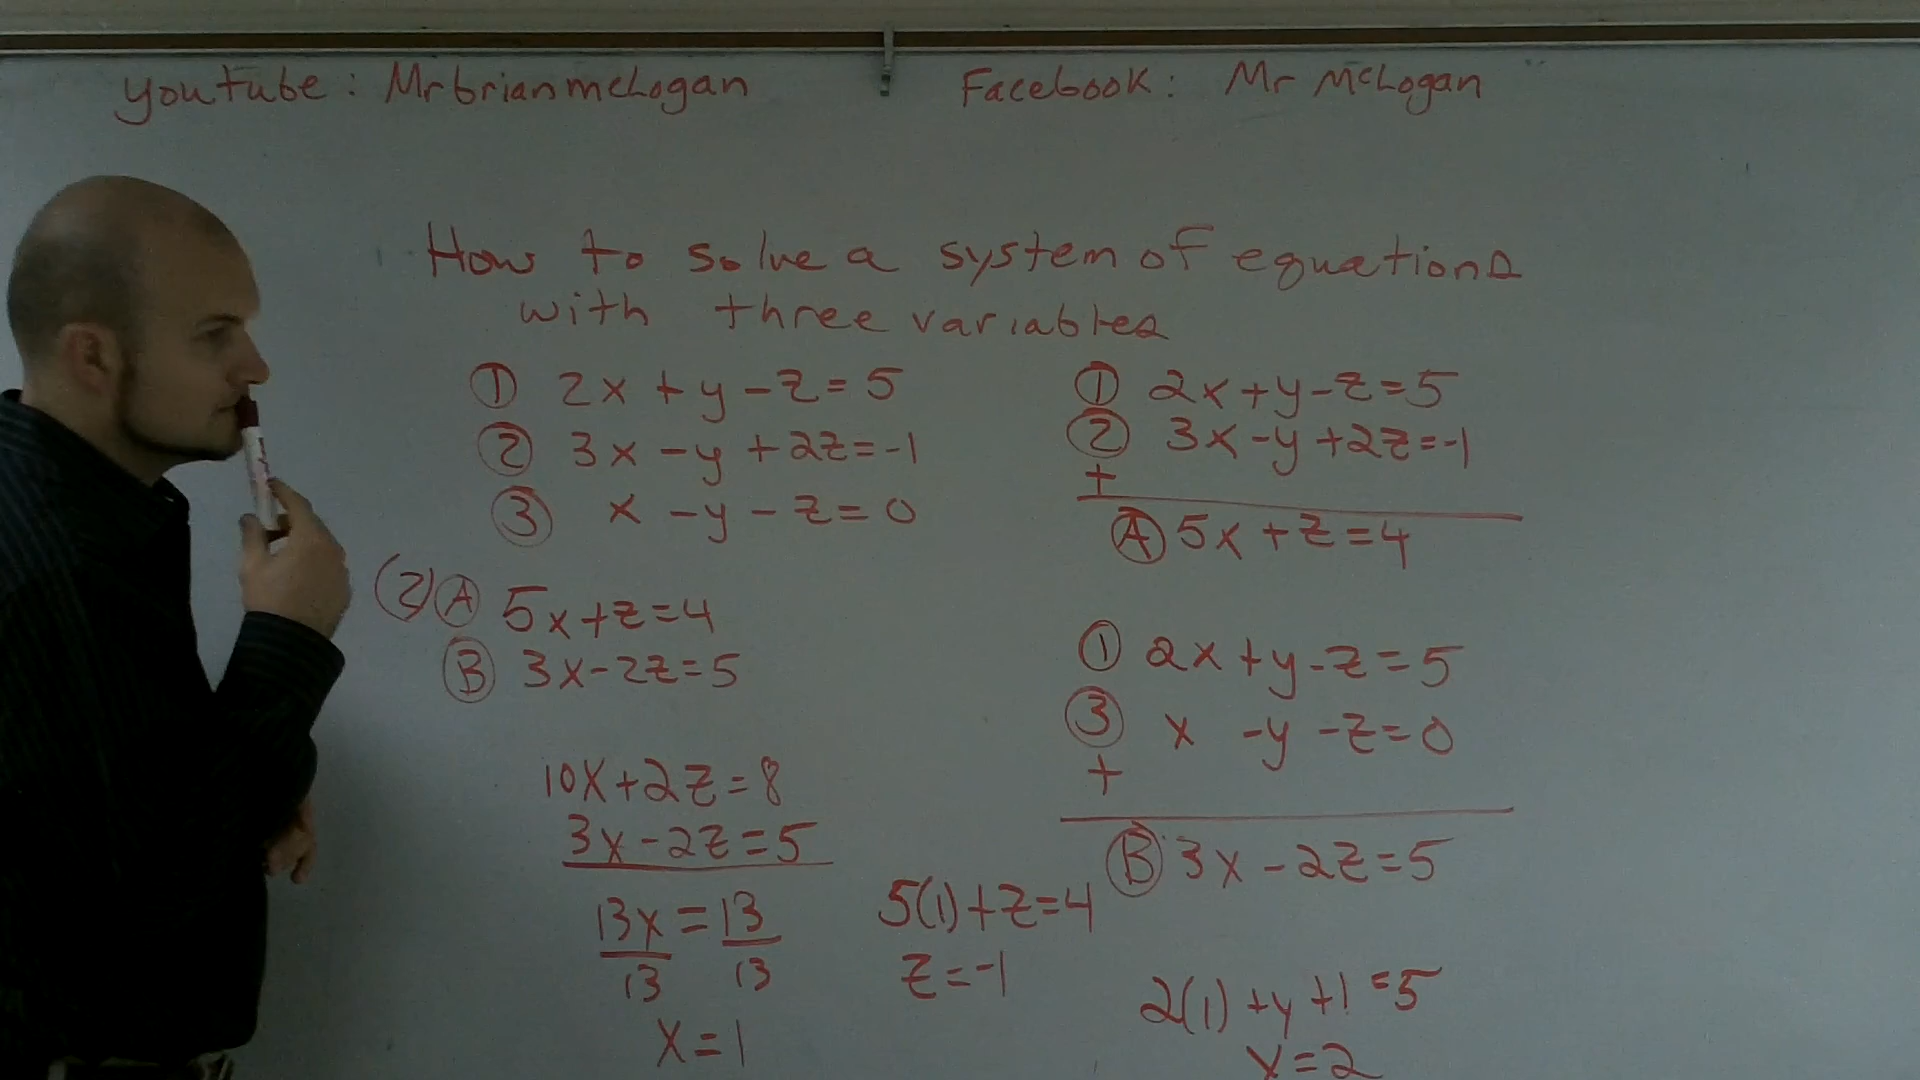 youtube: Mrbrianmclogan
Facebook: Mr McLogan
How to solve a system of equations
with three variables
① 2x + y - z = 5
② 3x - y + 2z = -1
③ x - y - z = 0
(2) Ⓐ 5x + z = 4
Ⓑ 3x - 2z = 5
10x + 2z = 8
3x - 2z = 5
13x = 13
13 13
x = 1
5(1) + z = 4
z = -1
① 2x + y - z = 5
② 3x - y + 2z = -1
+
Ⓐ 5x + z = 4
① 2x + y - z = 5
③ x - y - z = 0
+
Ⓑ 3x - 2z = 5
2(1) + y + 1 = 5
y = 2